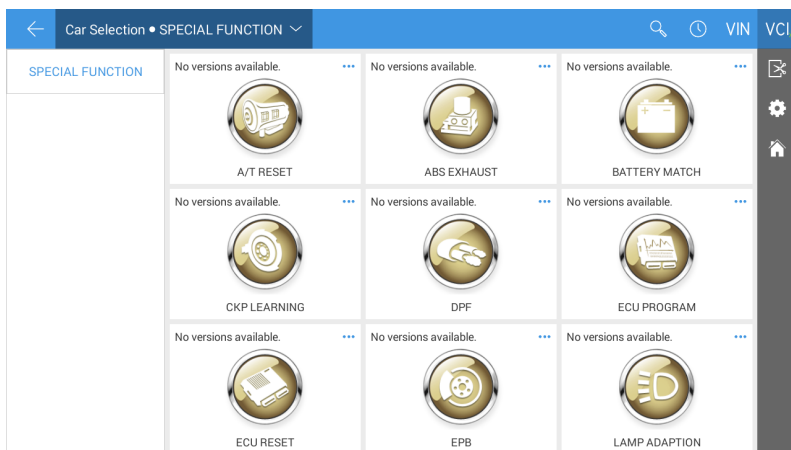 Car Selection • SPECIAL FUNCTION
VIN
VCI
SPECIAL FUNCTION
No versions available.
No versions available.
No versions available.
A/T RESET
ABS EXHAUST
BATTERY MATCH
No versions available.
No versions available.
No versions available.
CKP LEARNING
DPF
ECU PROGRAM
No versions available.
No versions available.
No versions available.
ECU RESET
EPB
LAMP ADAPTION